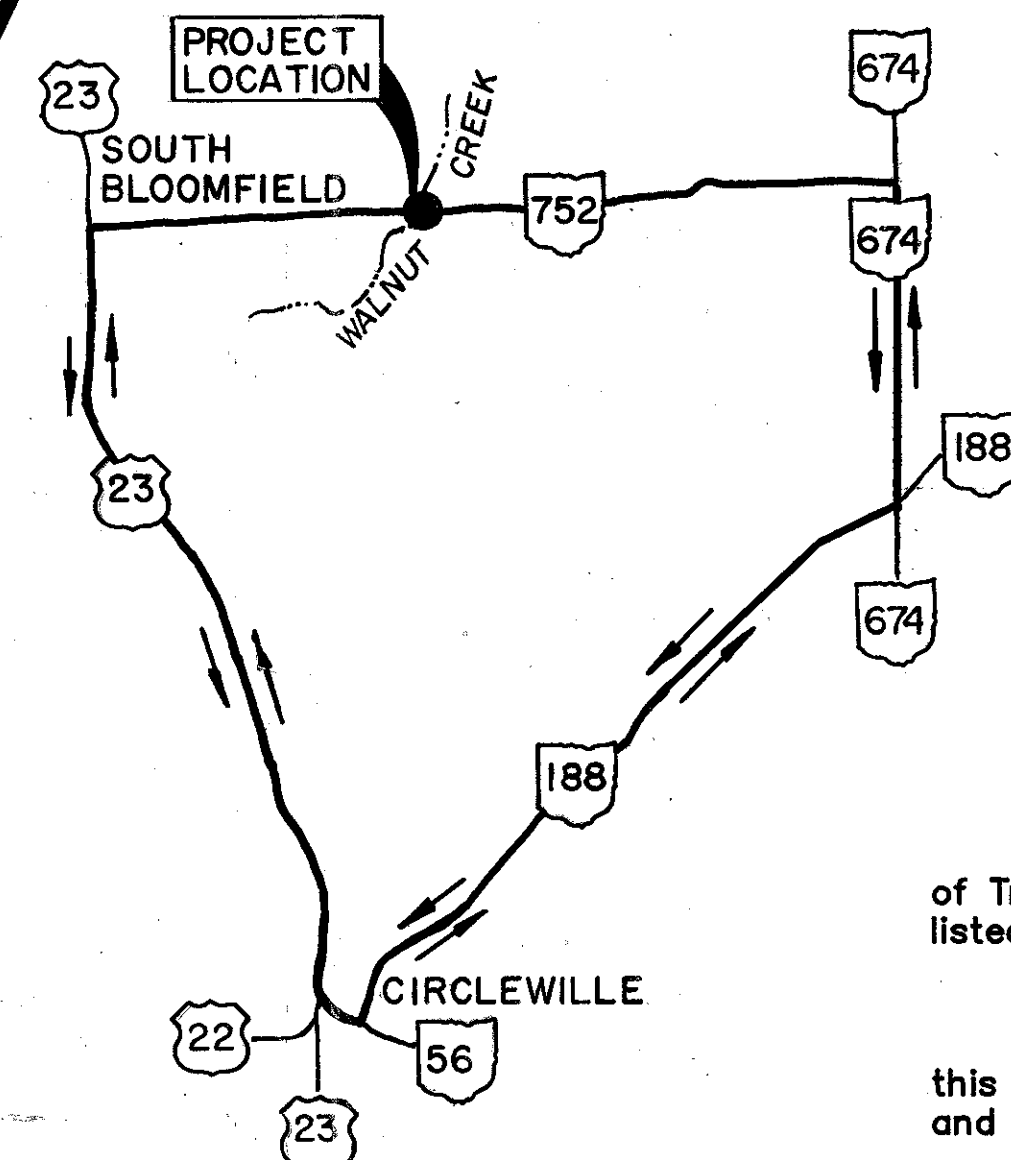 PROJECT
LOCATION
23
674
CREEK
SOUTH
BLOOMFIELD
752
674
WALNUT
188
23
674
188
of
listed
CIRCLEWILLE
22
56
this
and
23